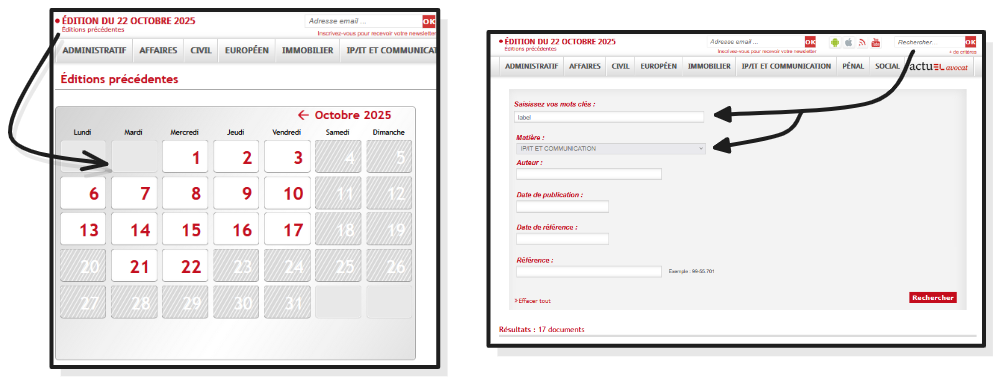 ÉDITION DU 22 OCTOBRE 2025
Éditions précédentes
Adresse email ...
OK
Inscrivez-vous pour recevoir votre newsletter
ADMINISTRATIF AFFAIRES CIVIL EUROPÉEN IMMOBILIER IP/IT ET COMMUNICAT
Éditions précédentes
← Octobre 2025
Lundi Mardi Mercredi Jeudi Vendredi Samedi Dimanche
1 2 3 4 5
6 7 8 9 10 11 12
13 14 15 16 17 18 19
20 21 22 23 24 25 26
27 28 29 30 31
ÉDITION DU 22 OCTOBRE 2025
Éditions précédentes
Adresse email ...
OK
Inscrivez-vous pour recevoir votre newsletter
Rechercher...
OK
+ de critères
ADMINISTRATIF AFFAIRES CIVIL EUROPÉEN IMMOBILIER IP/IT ET COMMUNICATION PÉNAL SOCIAL actuEL avocat
Saisissez vos mots clés :
label
Matière :
IP/IT ET COMMUNICATION
Auteur :
Date de publication :
Date de référence :
Référence :
Exemple : 99-65.701
> Effacer tout
Rechercher
Résultats : 17 documents